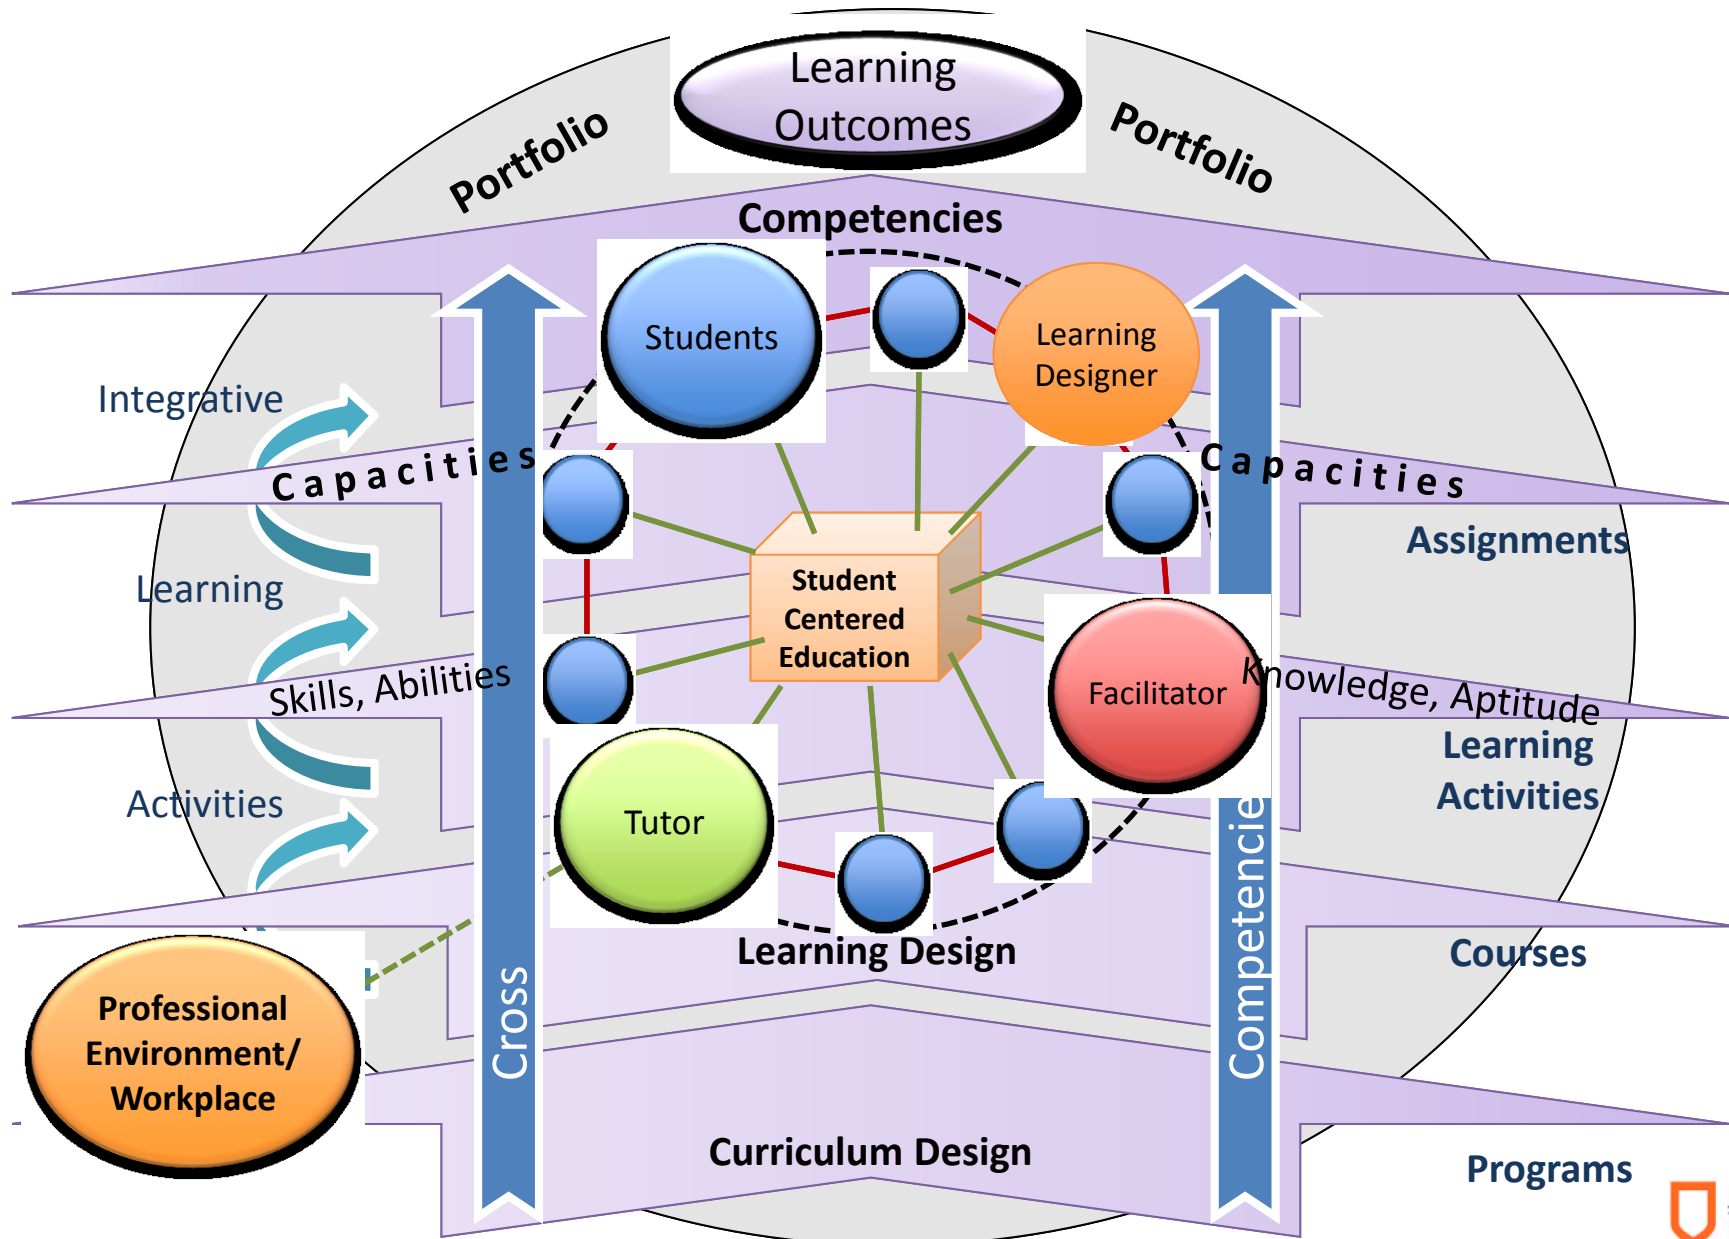 Learning
Outcomes
Portfolio
Portfolio
Competencies
Students
Learning
Designer
Integrative
Capacities
Capacities
Assignments
Learning
Student
Centered
Education
Skills, Abilities
Facilitator
Knowledge, Aptitude
Learning
Activities
Activities
Tutor
Learning Design
Courses
Cross
Competencie
Professional
Environment/
Workplace
Curriculum Design
Programs